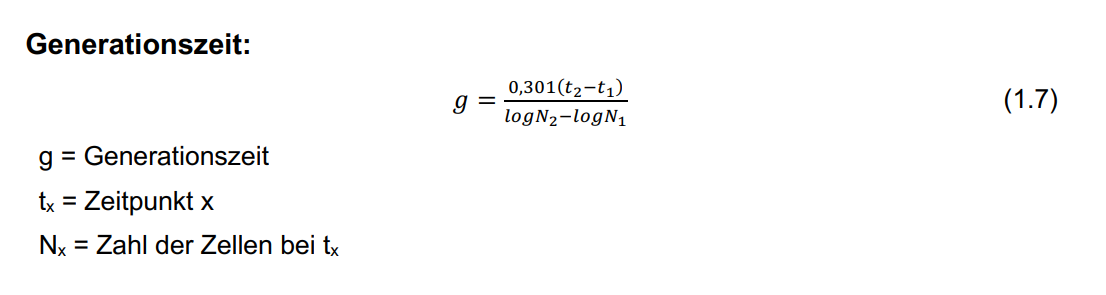 Generationszeit:
g = 0,301(t₂−t₁) / logN₂−logN₁ (1.7)
g = Generationszeit
tₓ = Zeitpunkt x
Nₓ = Zahl der Zellen bei tₓ